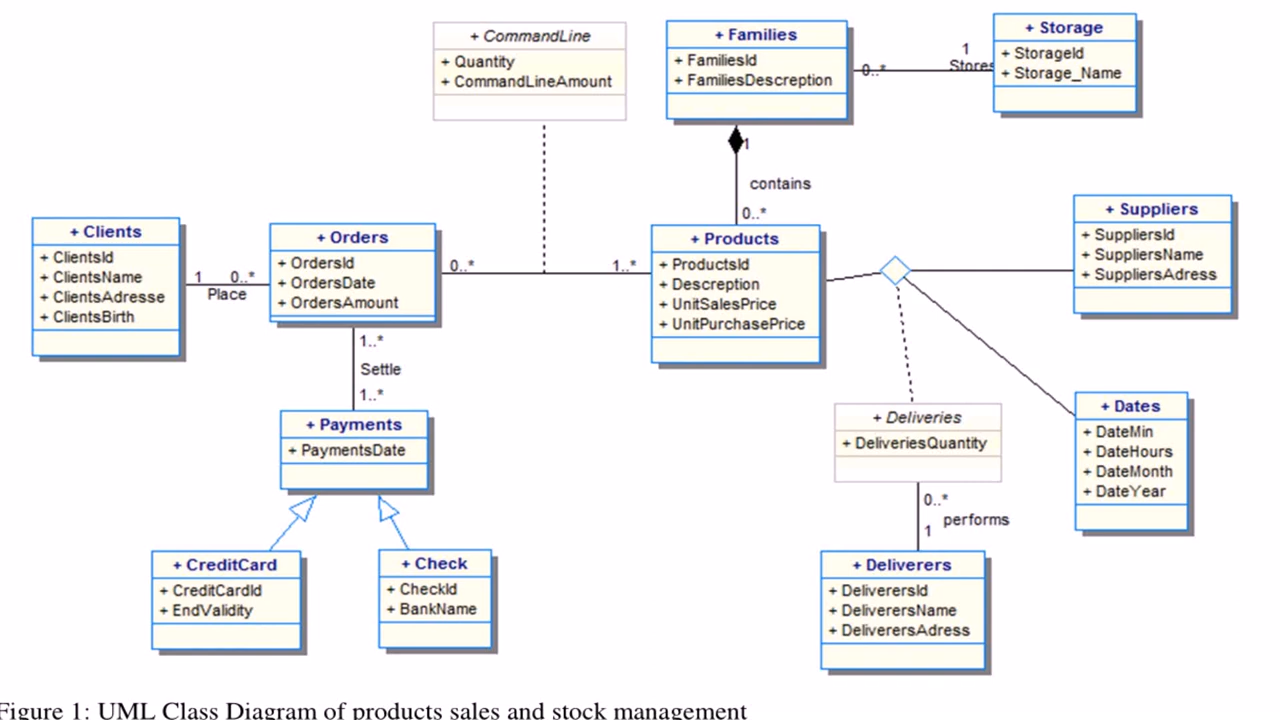 + CommandLine
+ Quantity
+ CommandLineAmount
+ Families
+ FamiliesId
+ FamiliesDescreption
0..*
1
Stores
+ Storage
+ StorageId
+ Storage_Name
1
contains
0..*
+ Clients
+ ClientsId
+ ClientsName
+ ClientsAdresse
+ ClientsBirth
1
0..*
Place
+ Orders
+ OrdersId
+ OrdersDate
+ OrdersAmount
0..*
1..*
+ Products
+ ProductsId
+ Descreption
+ UnitSalesPrice
+ UnitPurchasePrice
+ Suppliers
+ SuppliersId
+ SuppliersName
+ SuppliersAdress
1..*
Settle
1..*
+ Payments
+ PaymentsDate
+ Deliveries
+ DeliveriesQuantity
+ Dates
+ DateMin
+ DateHours
+ DateMonth
+ DateYear
0..*
performs
1
+ CreditCard
+ CreditCardId
+ EndValidity
+ Check
+ CheckId
+ BankName
+ Deliverers
+ DeliverersId
+ DeliverersName
+ DeliverersAdress
Figure 1: UML Class Diagram of products sales and stock management